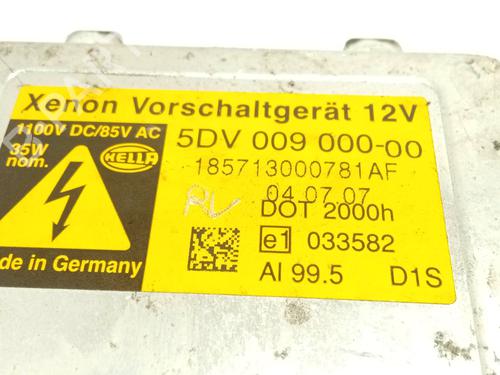 Xenon Vorschaltgerät 12V
1100V DC/85V AC
35W
nom.
HELLA
5DV 009 000-00
185713000781AF
04.07.07
RV
DOT 2000h
e1 033582
Al 99.5 D1S
de in Germany